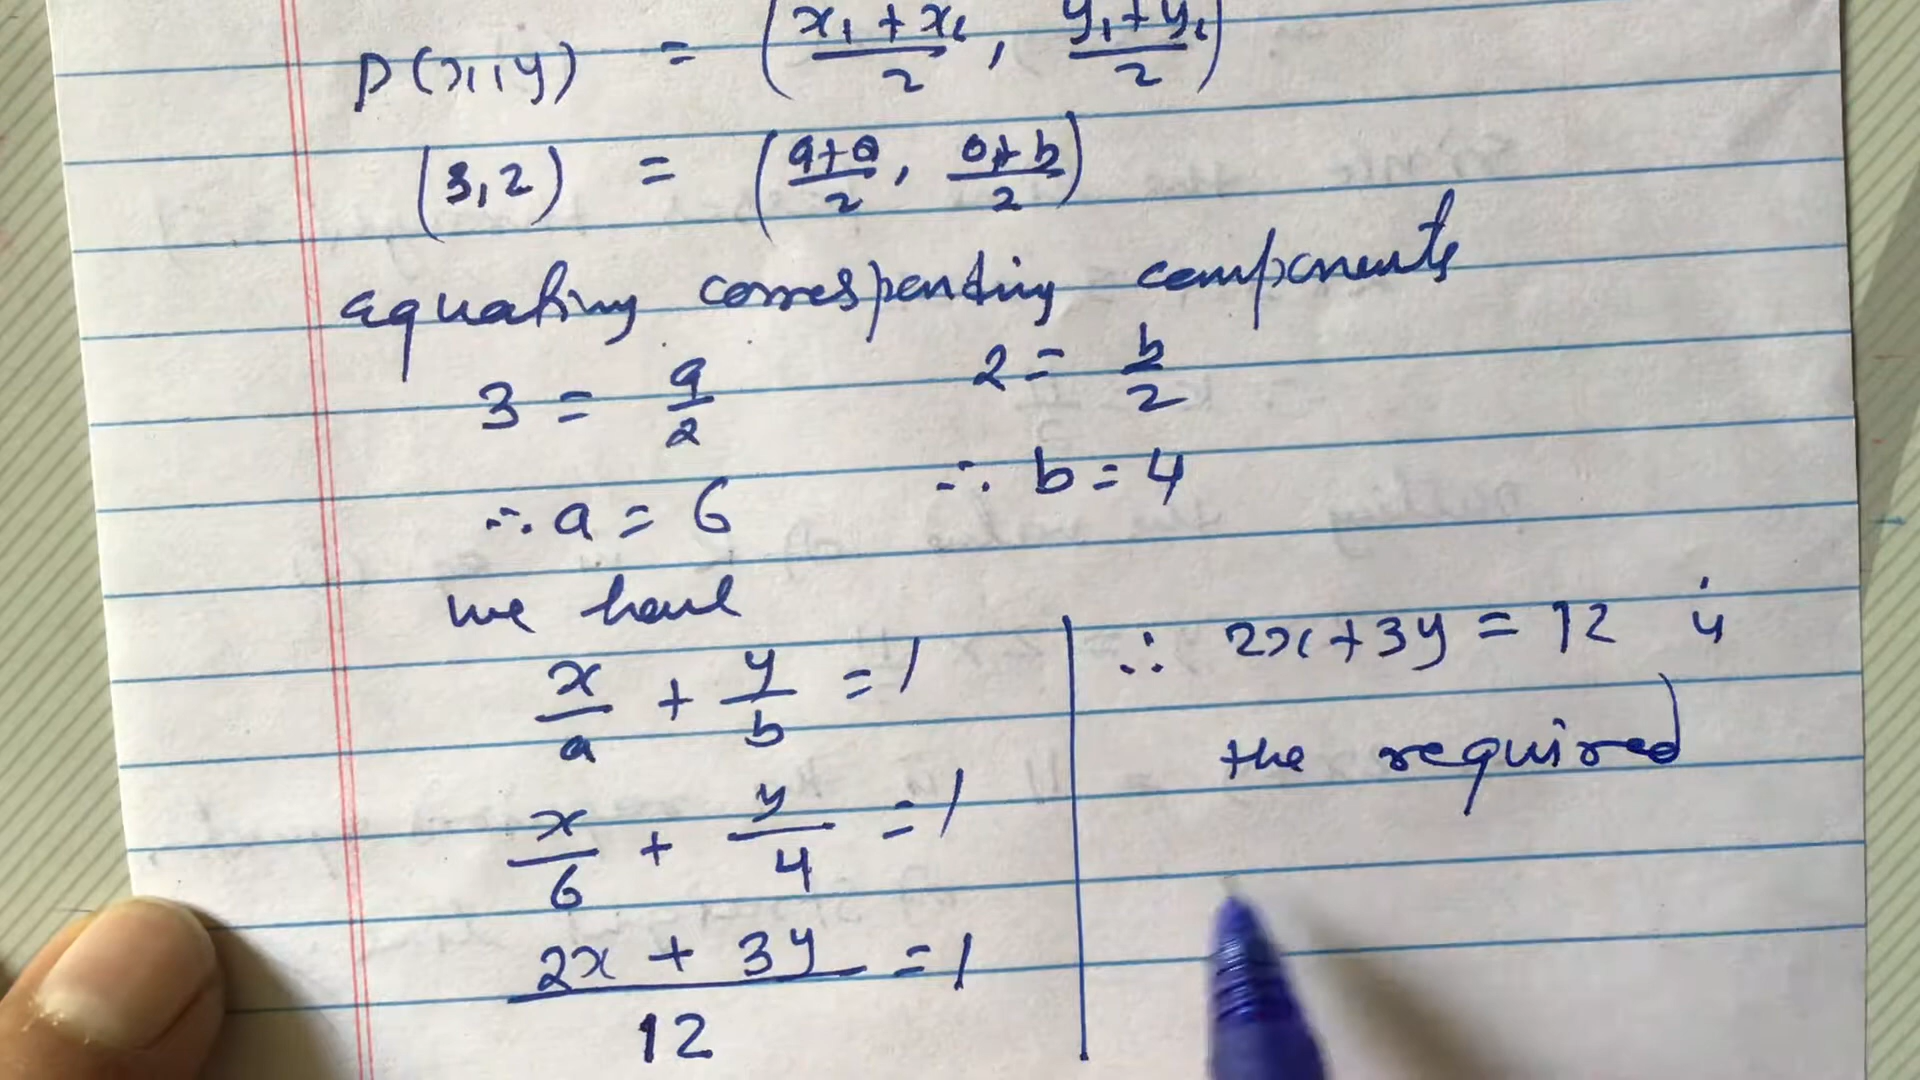 P(x,y) = (x₁+x₂/2, y₁+y₂/2)
(3,2) = (a+0/2, 0+b/2)
equating corresponding components
3 = a/2 2 = b/2
∴ a = 6 ∴ b = 4
we have
x/a + y/b = 1
x/6 + y/4 = 1
2x + 3y/12 = 1
∴ 2x+3y = 12 is
the required